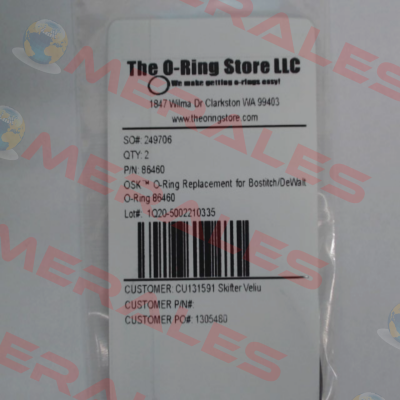 The O-Ring Store LLC
We make getting o-rings easy!
1847 Wilma Dr Clarkston WA 99403
www.theoringstore.com
SO#: 249706
QTY: 2
P/N: 86460
OSK™ O-Ring Replacement for Bostitch/DeWalt
O-Ring 86460
Lot#: 1Q20-5002210335
CUSTOMER: CU131591 Skifter Veliu
CUSTOMER P/N#:
CUSTOMER PO#: 1305480
EMERALES